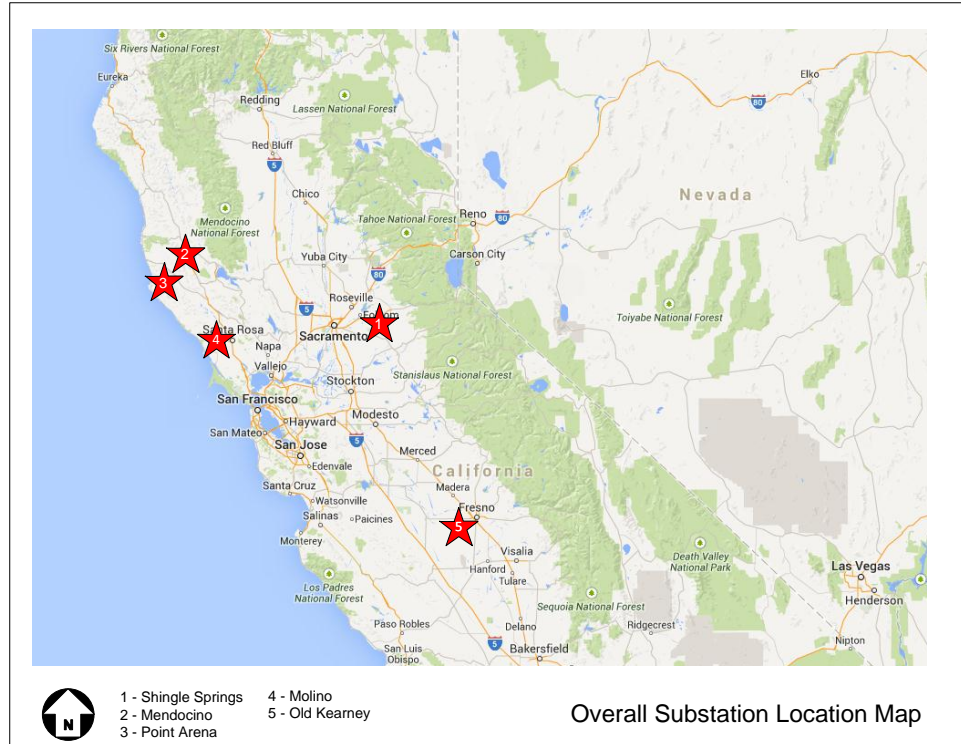 Six Rivers National Forest
Eureka
Redding
Lassen National Forest
Elko
80
Red Bluff
5
Chico
Nevada
Mendocino
National Forest
Tahoe National Forest
Reno
80
Carson City
2
Yuba City
80
3
Roseville
5
Folsom
1
Toiyabe National Forest
Santa Rosa
4
Sacramento
Napa
Vallejo
Stanislaus National Forest
Stockton
San Francisco
Hayward
Modesto
San Mateo
5
San Jose
Merced
Edenvale
California
Santa Cruz
Madera
Watsonville
Fresno
Salinas
Paicines
5
Monterey
Visalia
Hanford
Tulare
Death Valley
National Park
Las Vegas
Los Padres
National Forest
Henderson
Sequoia National Forest
Paso Robles
Delano
Ridgecrest
Nipton
San Luis
Obispo
5
Bakersfield
N
1 - Shingle Springs
2 - Mendocino
3 - Point Arena
4 - Molino
5 - Old Kearney
Overall Substation Location Map